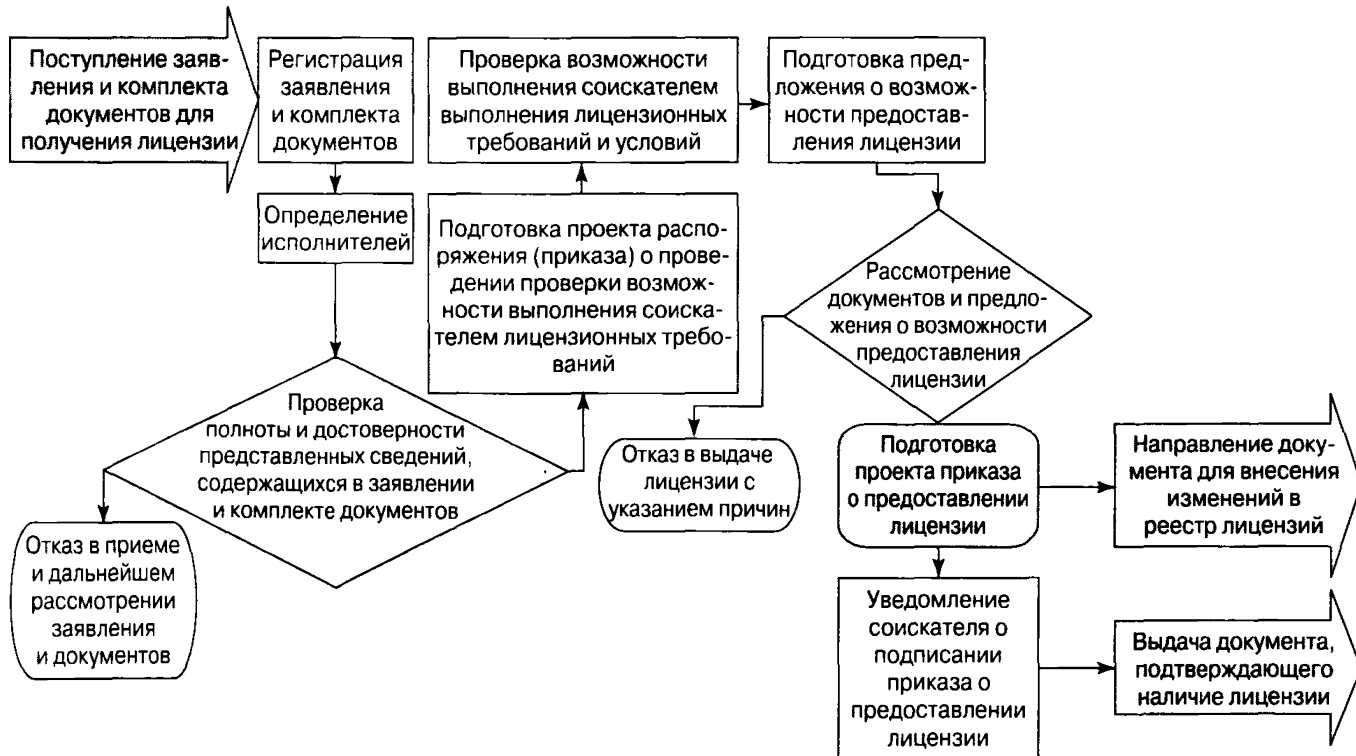 Поступление заяв-
ления и комплекта
документов для
получения лицензии
Регистрация
заявления
и комплекта
документов
Определение
исполнителей
Проверка
полноты и достоверности
представленных сведений,
содержащихся в заявлении
и комплекте документов
Отказ в приеме
и дальнейшем
рассмотрении
заявления
и документов
Подготовка проекта распо-
ряжения (приказа) о прове-
дении проверки возмож-
ности выполнения соиска-
телем лицензионных требо-
ваний
Проверка возможности
выполнения соискателем
выполнения лицензионных
требований и условий
Подготовка пред-
ложения о возмож-
ности предостав-
ления лицензии
Рассмотрение
документов и предло-
жения о возможности
предоставления
лицензии
Отказ в выдаче
лицензии с
указанием причин
Подготовка
проекта приказа
о предоставлении
лицензии
Направление доку-
мента для внесения
изменений в
реестр лицензий
Уведомление
соискателя о
подписании
приказа о
предоставлении
лицензии
Выдача документа,
подтверждающего
наличие лицензии